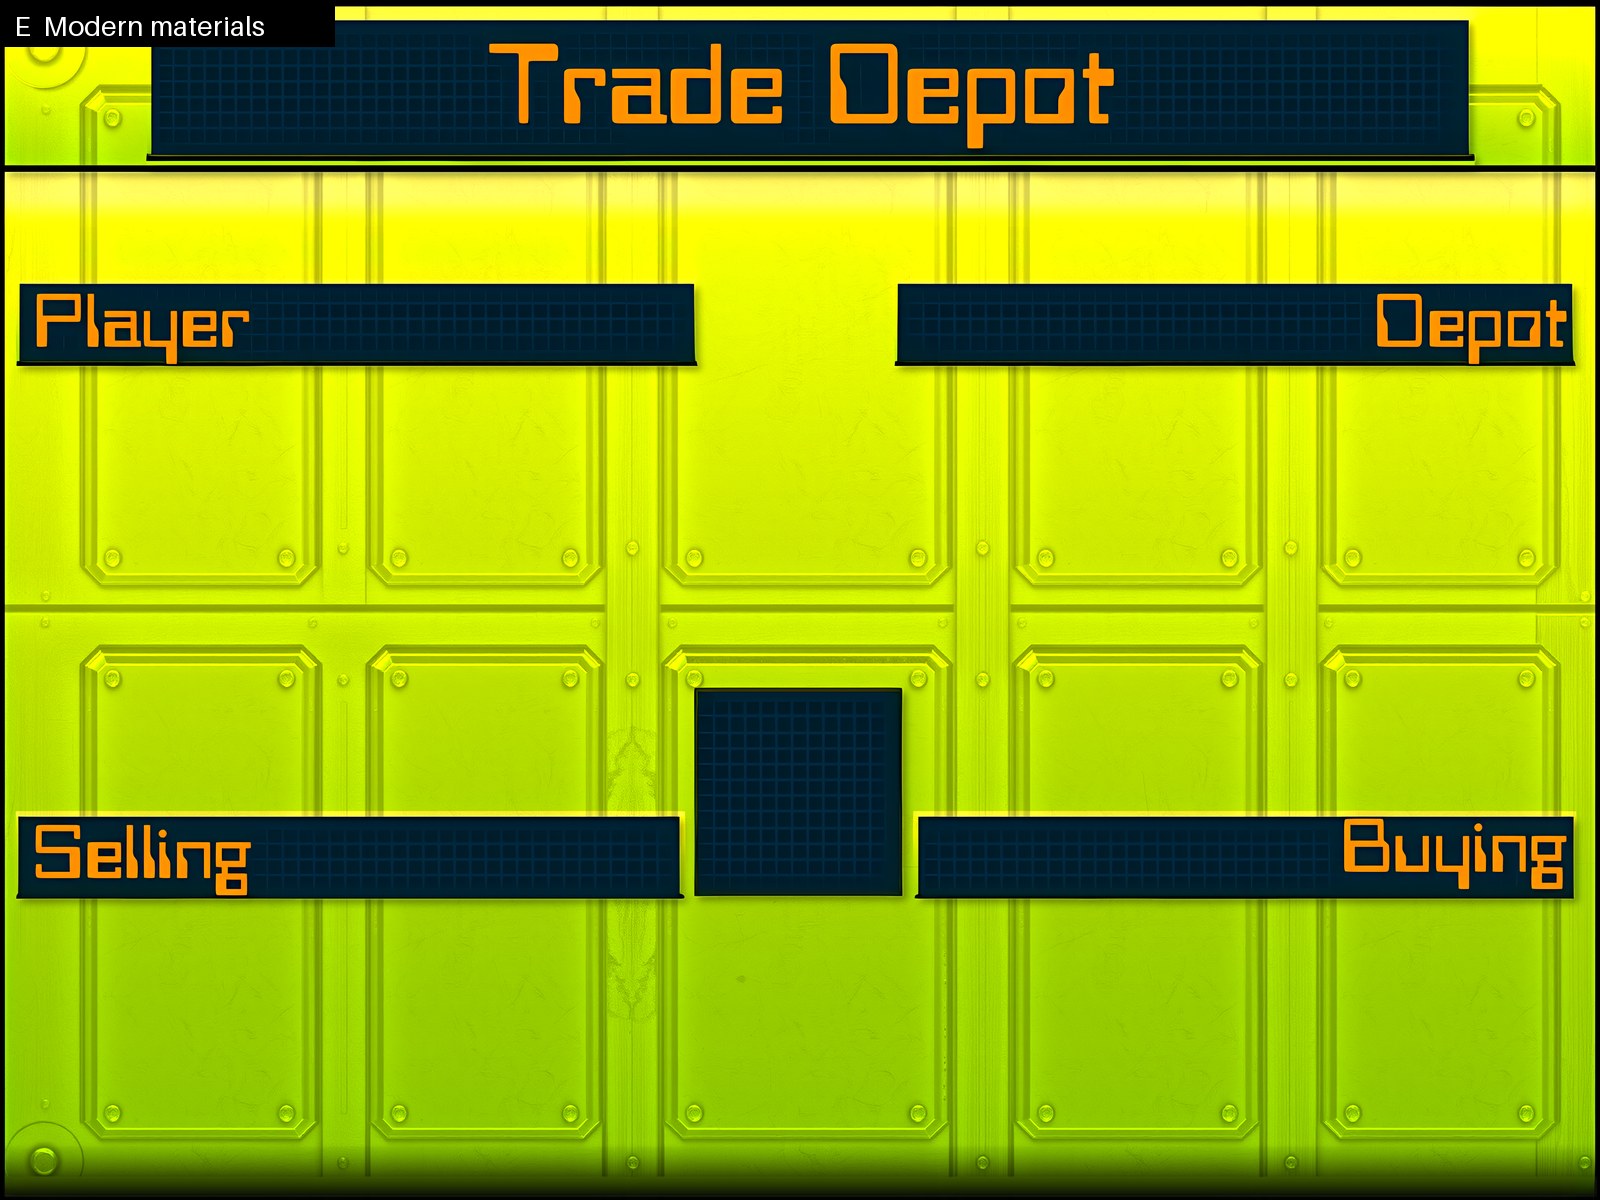 E Modern materials
Trade Depot
Player
Depot
Selling
Buying